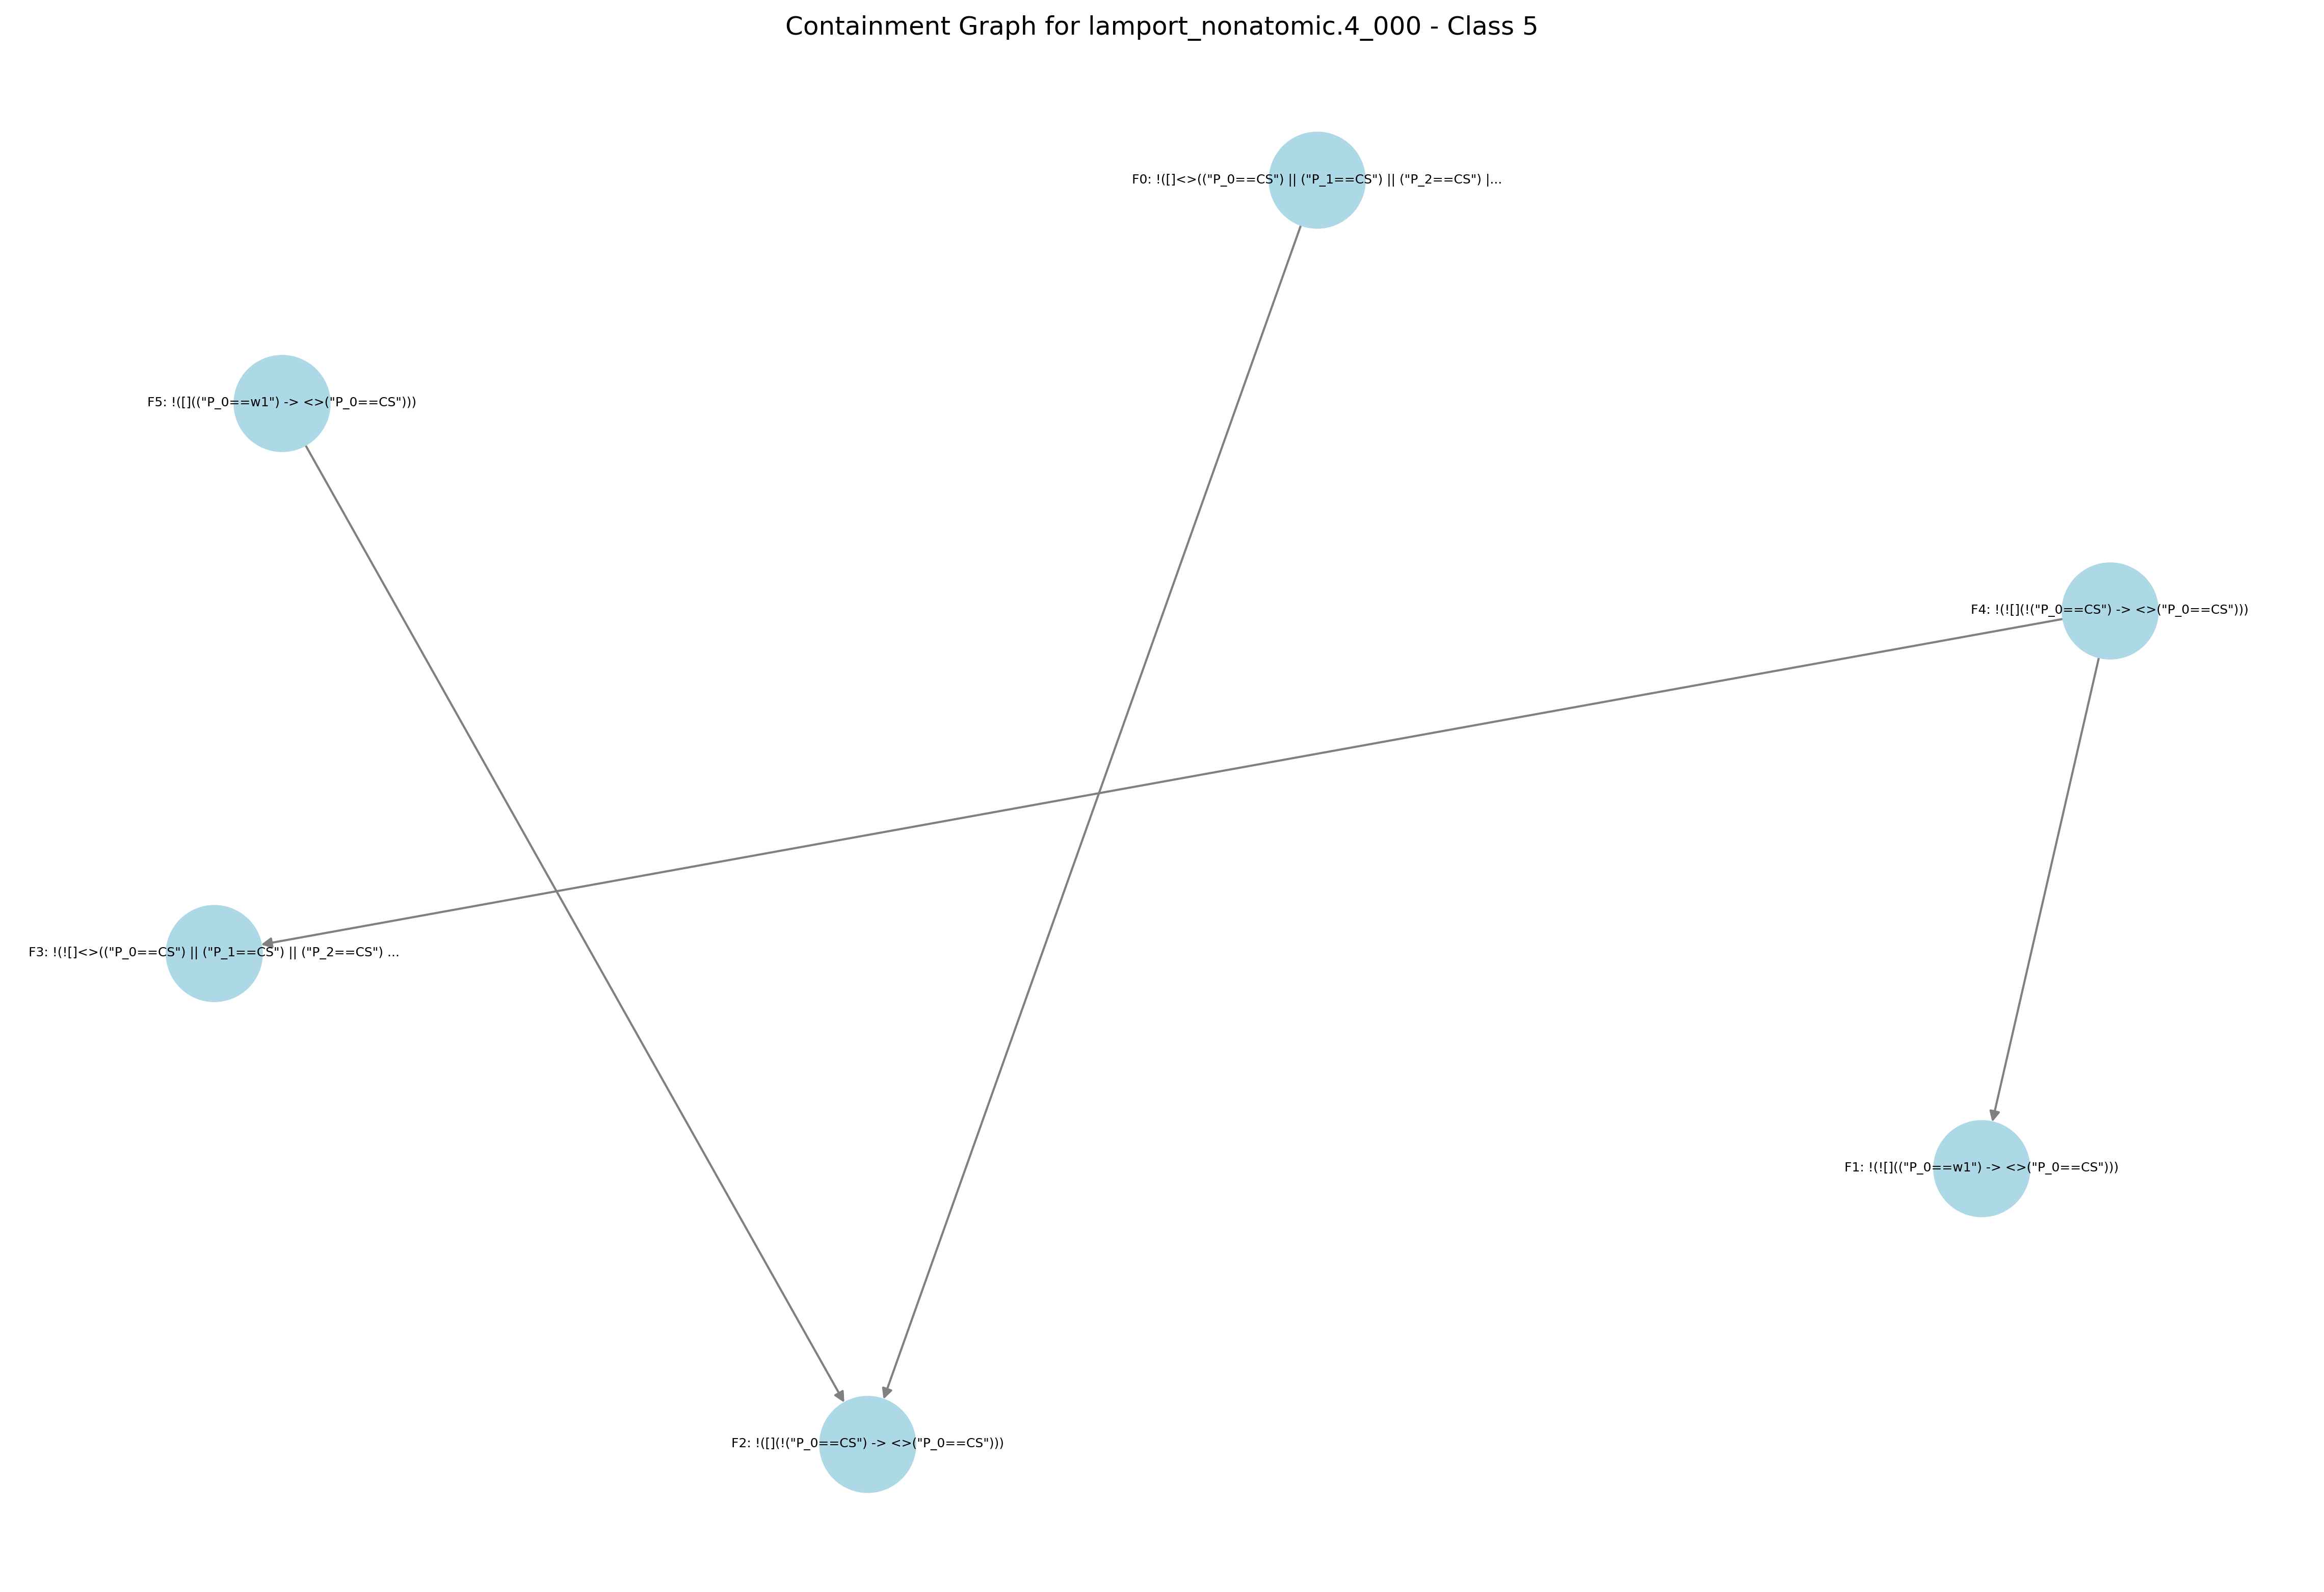 Containment Graph for lamport_nonatomic.4_000 - Class 5
F0: !([]<>(("P_0==CS") || ("P_1==CS") || ("P_2==CS") |...
F5: !([](("P_0==w1") -> <>("P_0==CS")))
F4: !(![](!("P_0==CS") -> <>("P_0==CS")))
F3: !(![]<>(("P_0==CS") || ("P_1==CS") || ("P_2==CS") ...
F1: !(![](("P_0==w1") -> <>("P_0==CS")))
F2: !([](!("P_0==CS") -> <>("P_0==CS")))